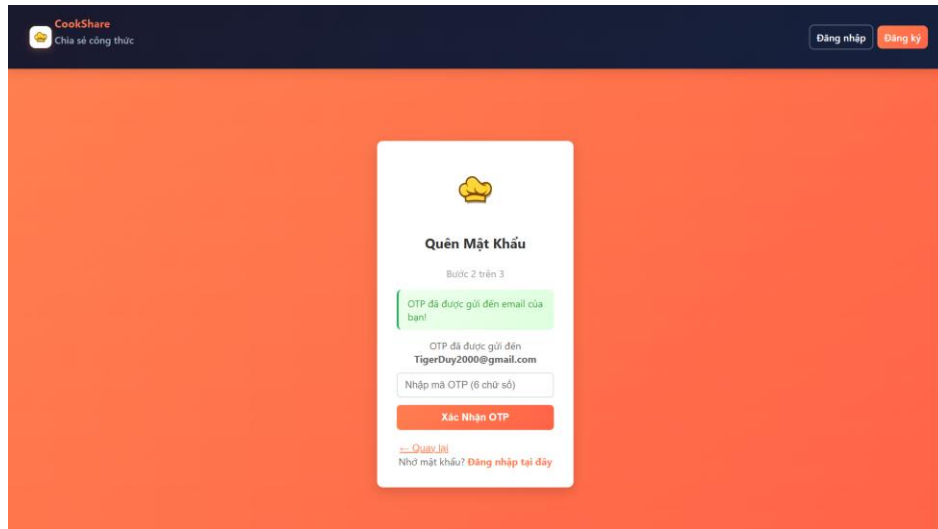 CookShare
Chia sẻ công thức
Đăng nhập
Đăng ký
Quên Mật Khẩu
Bước 2 trên 3
OTP đã được gửi đến email của
bạn!
OTP đã được gửi đến
TigerDuy2000@gmail.com
Nhập mã OTP (6 chữ số)
Xác Nhận OTP
← Quay lại
Nhớ mật khẩu? Đăng nhập tại đây